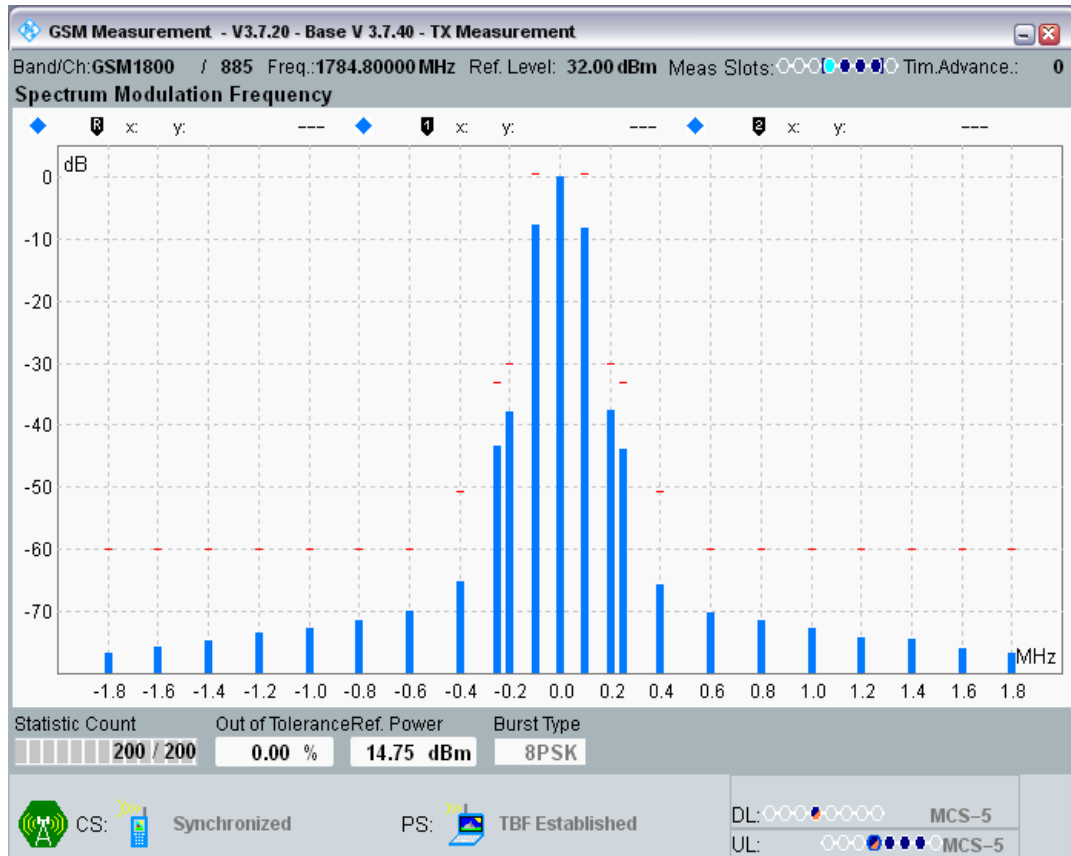 GSM Measurement - V3.7.20 - Base V 3.7.40 - TX Measurement
Band/Ch:GSM1800 / 885 Freq.:1784.80000 MHz Ref. Level: 32.00 dBm Meas Slots: Tim.Advance.: 0
Spectrum Modulation Frequency
R x: y: --- 1 x: y: --- 2 x: y: ---
dB
0
-10
-20
-30
-40
-50
-60
-70
MHz
-1.8 -1.6 -1.4 -1.2 -1.0 -0.8 -0.6 -0.4 -0.2 0.0 0.2 0.4 0.6 0.8 1.0 1.2 1.4 1.6 1.8
Statistic Count Out of Tolerance Ref. Power Burst Type
200 / 200 0.00 % 14.75 dBm 8PSK
CS: Synchronized PS: TBF Established
DL: MCS-5
UL: MCS-5